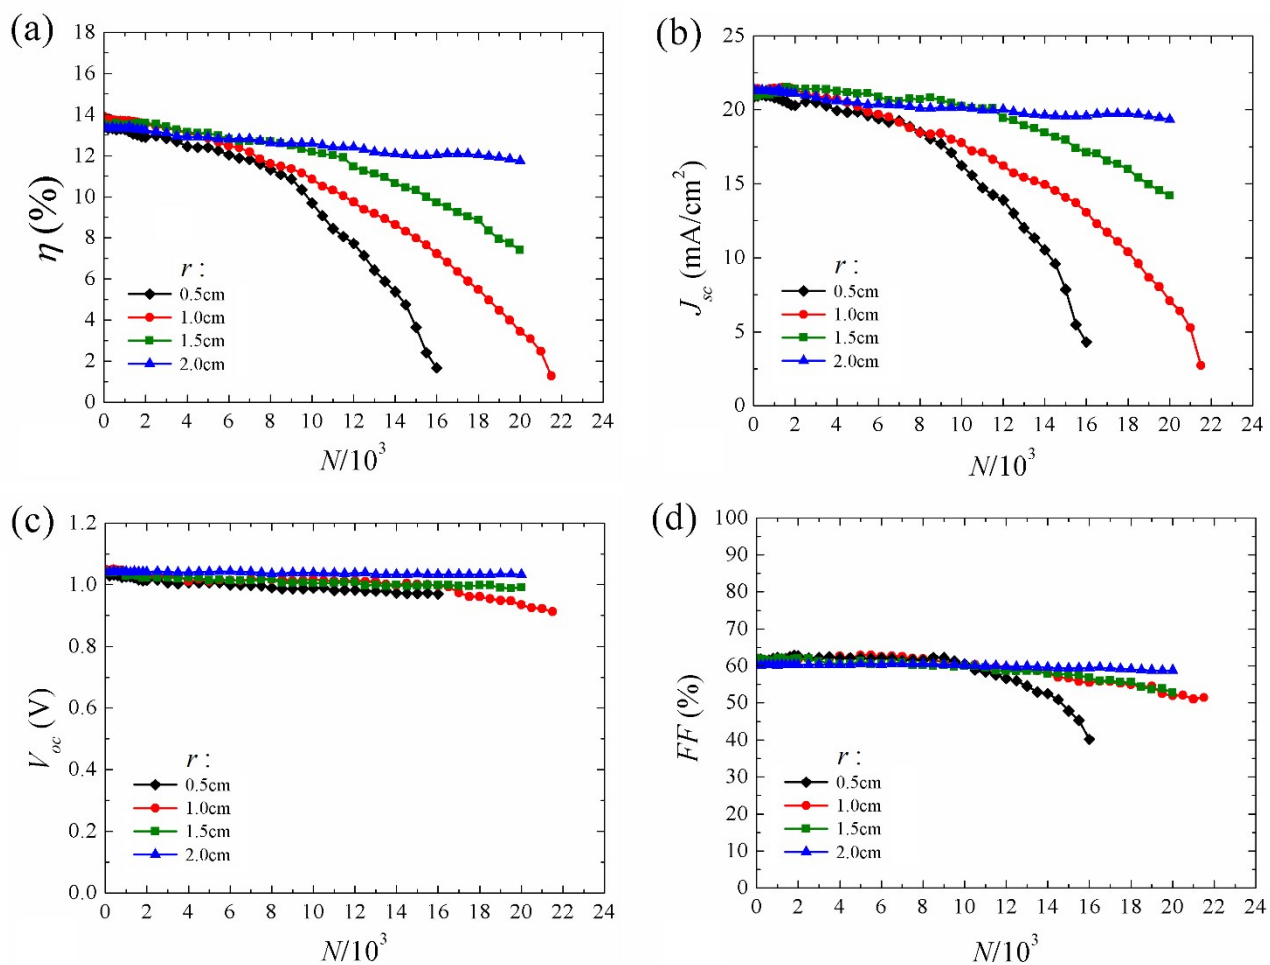 (a)
18
16
14
12
10
8
6
4
2
0
η (%)
r :
0.5cm
1.0cm
1.5cm
2.0cm
0 2 4 6 8 10 12 14 16 18 20 22 24
N/10³
(b)
25
20
15
10
5
0
J_sc (mA/cm²)
r :
0.5cm
1.0cm
1.5cm
2.0cm
0 2 4 6 8 10 12 14 16 18 20 22 24
N/10³
(c)
1.2
1.0
0.8
0.6
0.4
0.2
0.0
V_oc (V)
r :
0.5cm
1.0cm
1.5cm
2.0cm
0 2 4 6 8 10 12 14 16 18 20 22 24
N/10³
(d)
100
90
80
70
60
50
40
30
20
10
0
FF (%)
r :
0.5cm
1.0cm
1.5cm
2.0cm
0 2 4 6 8 10 12 14 16 18 20 22 24
N/10³